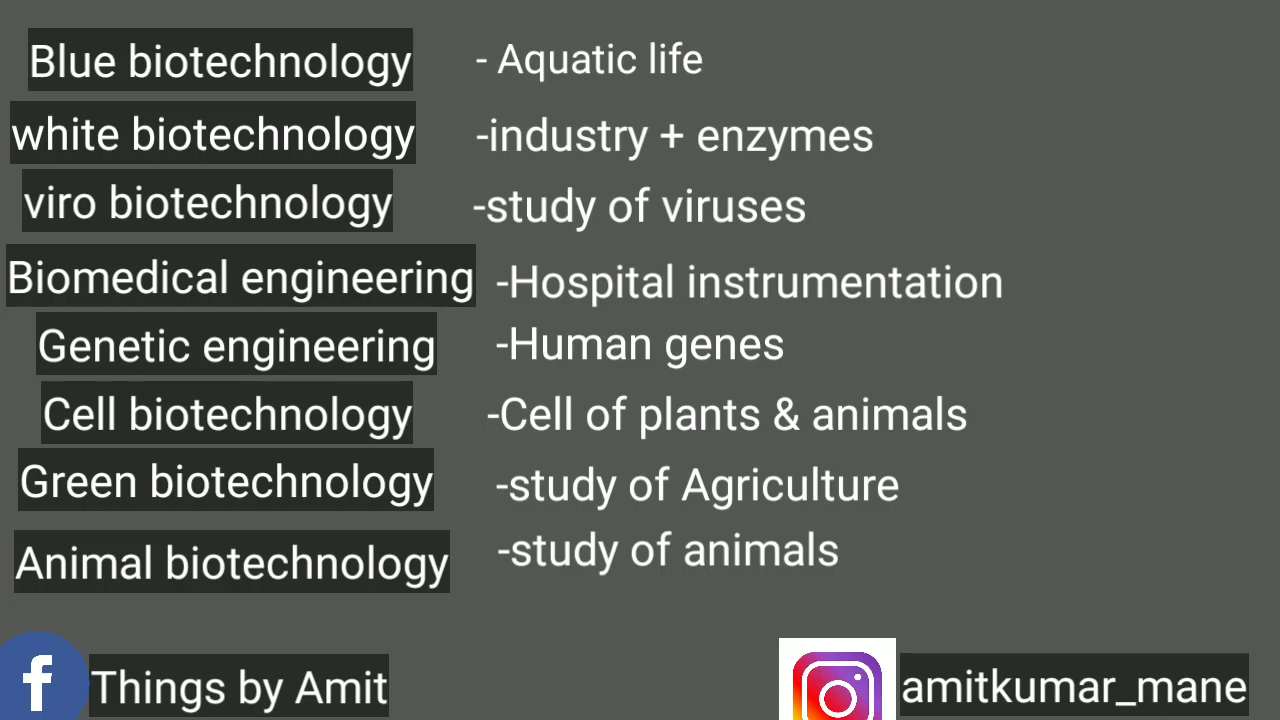 Blue biotechnology - Aquatic life
white biotechnology -industry + enzymes
viro biotechnology -study of viruses
Biomedical engineering -Hospital instrumentation
Genetic engineering -Human genes
Cell biotechnology -Cell of plants & animals
Green biotechnology -study of Agriculture
Animal biotechnology -study of animals
f Things by Amit amitkumar_mane